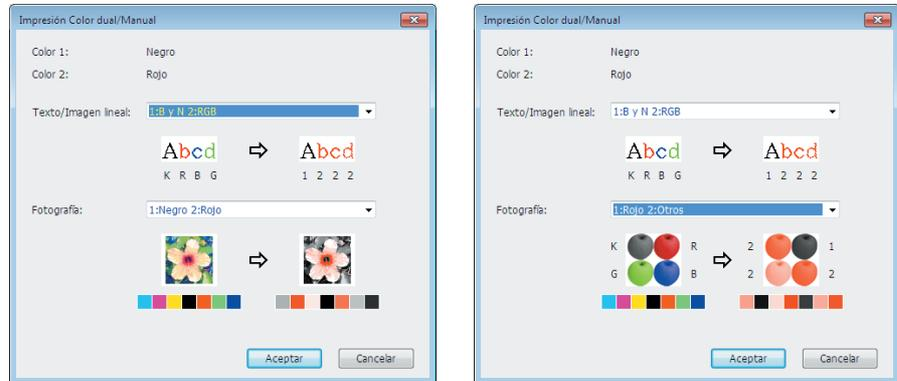 Impresión Color dual/Manual
Color 1: Negro
Color 2: Rojo
Texto/Imagen lineal: 1:B y N 2:RGB
Abcd Abcd
K R B G 1 2 2 2
Fotografía: 1:Negro 2:Rojo
Aceptar Cancelar
Impresión Color dual/Manual
Color 1: Negro
Color 2: Rojo
Texto/Imagen lineal: 1:B y N 2:RGB
Abcd Abcd
K R B G 1 2 2 2
Fotografía: 1:Rojo 2:Otros
K R 2 1
G B 2 2
Aceptar Cancelar